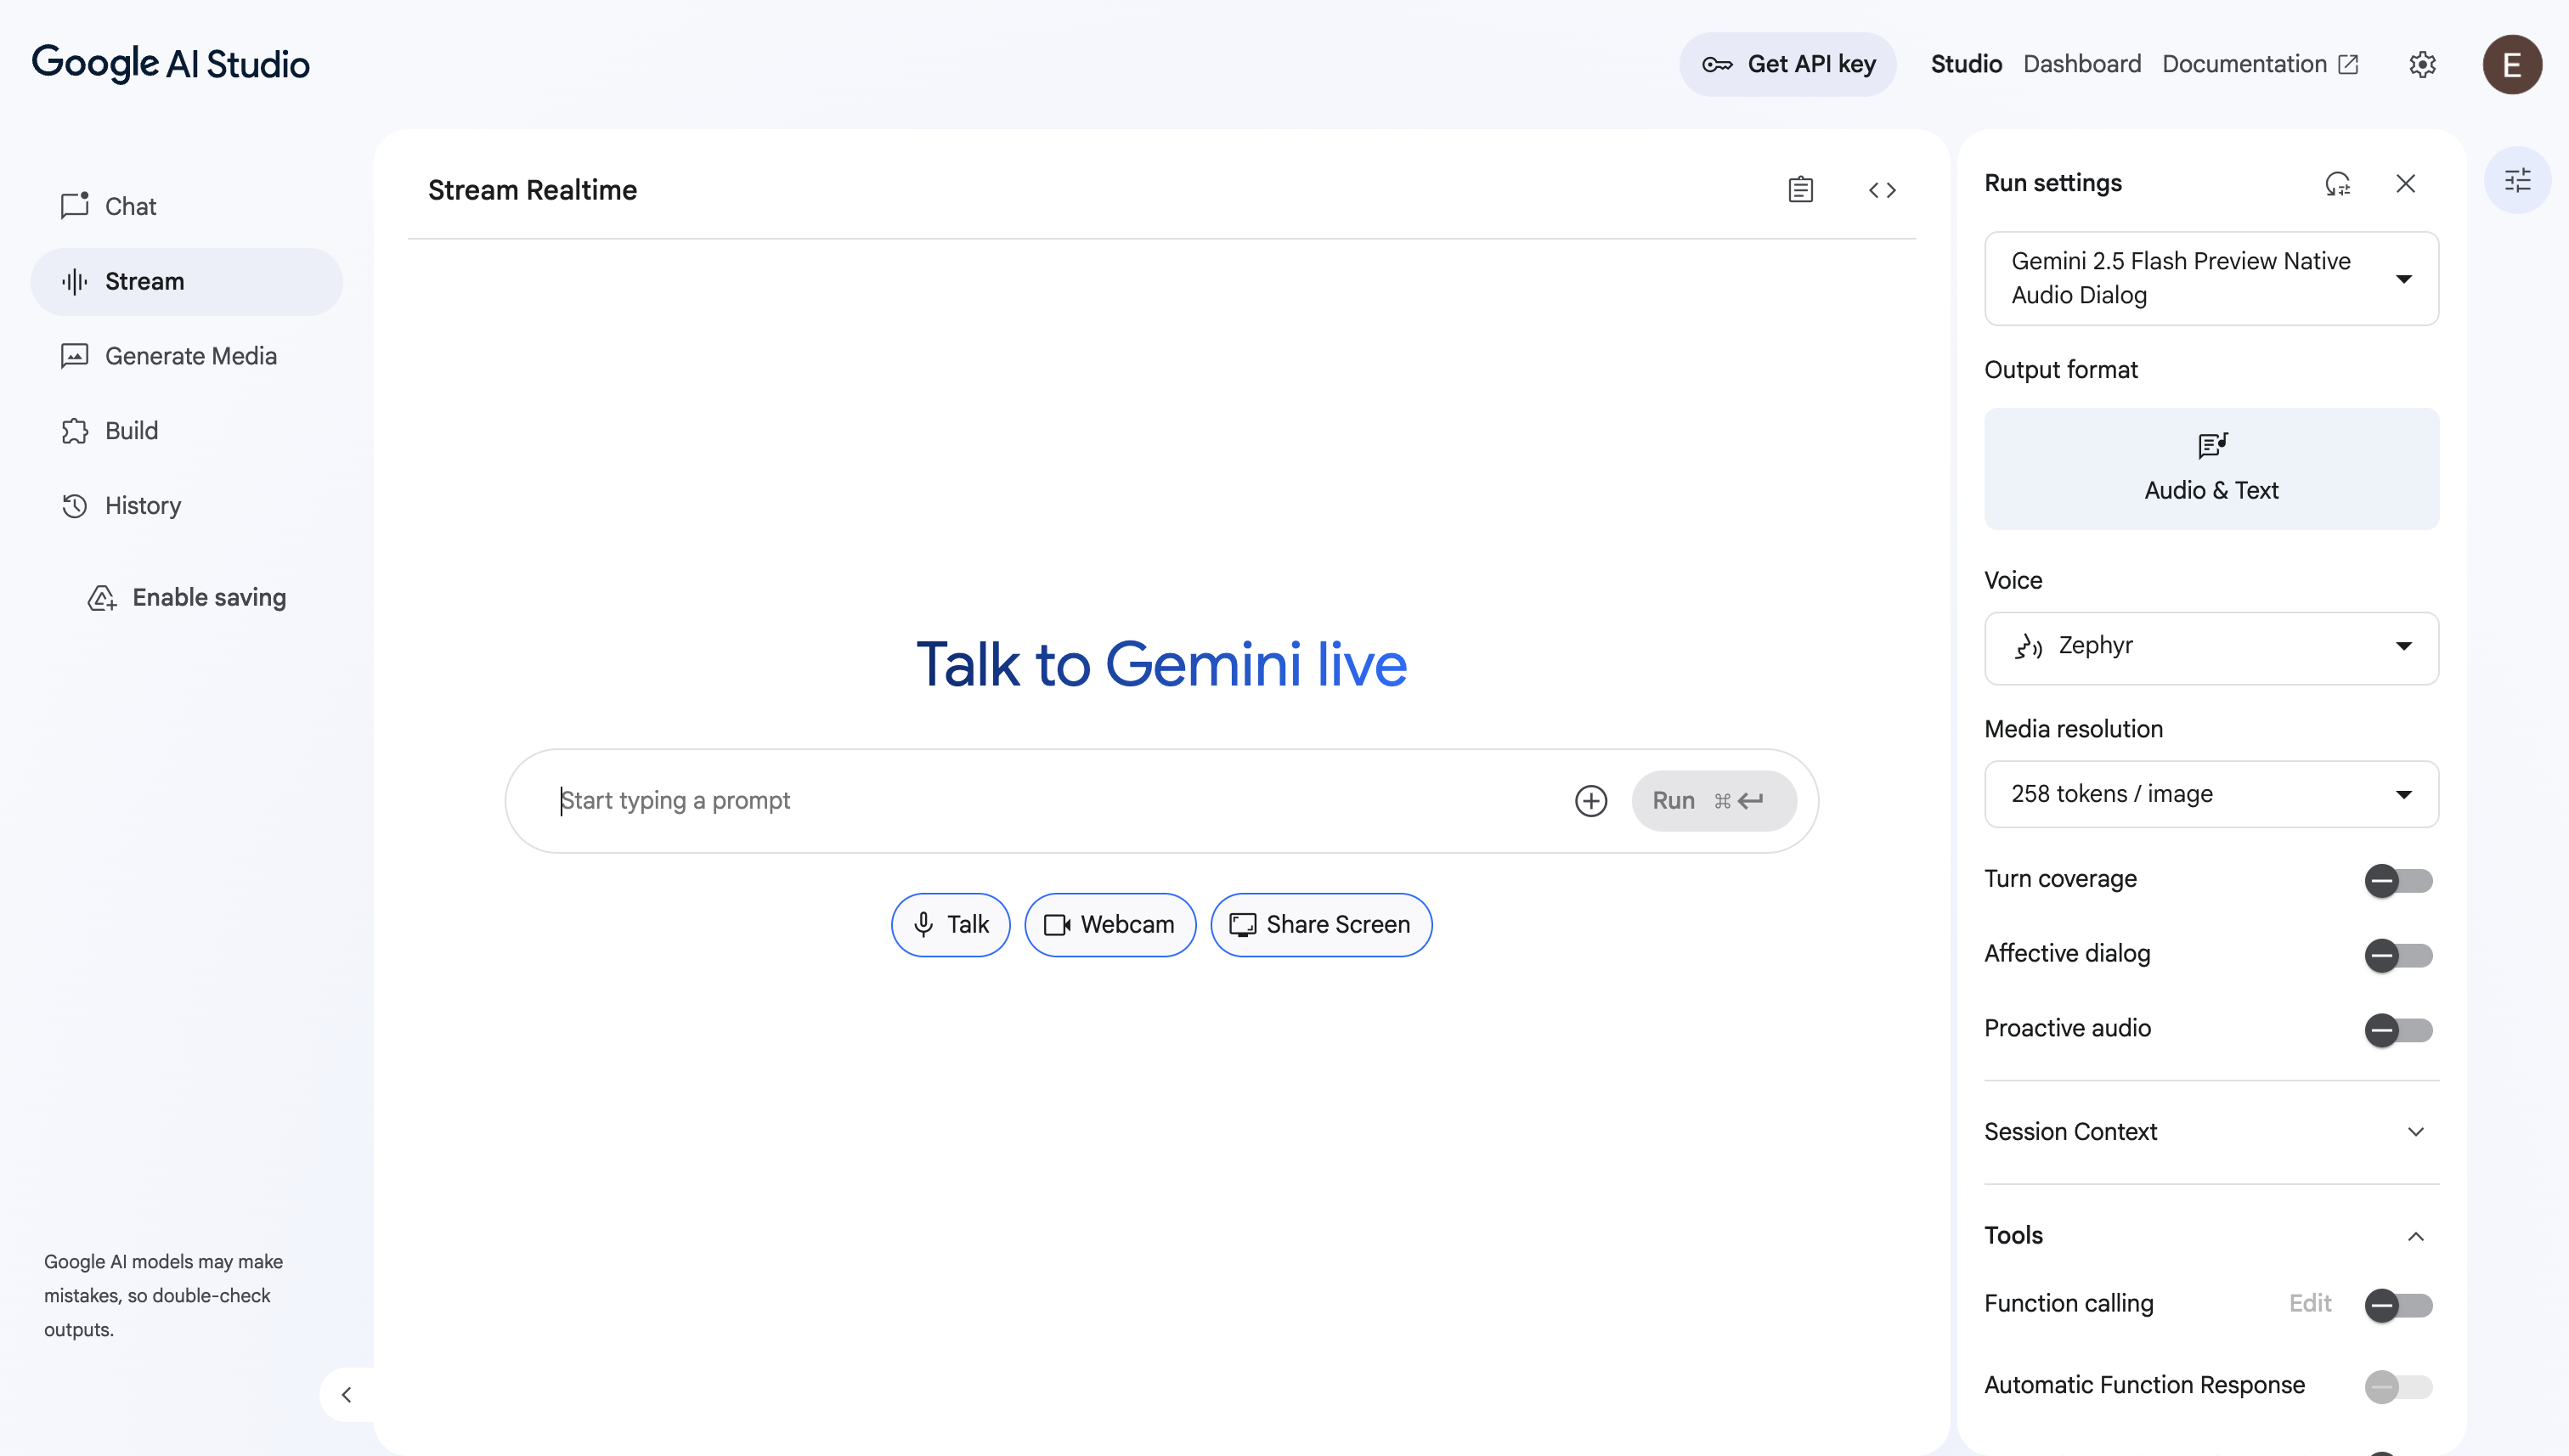 Google AI Studio
Get API key
Studio
Dashboard
Documentation
E
Chat
Stream
Generate Media
Build
History
Enable saving
Google AI models may make
mistakes, so double-check
outputs.
Stream Realtime
Talk to Gemini live
Start typing a prompt
Run ⌘ ↵
Talk
Webcam
Share Screen
Run settings
Gemini 2.5 Flash Preview Native
Audio Dialog
Output format
Audio & Text
Voice
Zephyr
Media resolution
258 tokens / image
Turn coverage
Affective dialog
Proactive audio
Session Context
Tools
Function calling Edit
Automatic Function Response